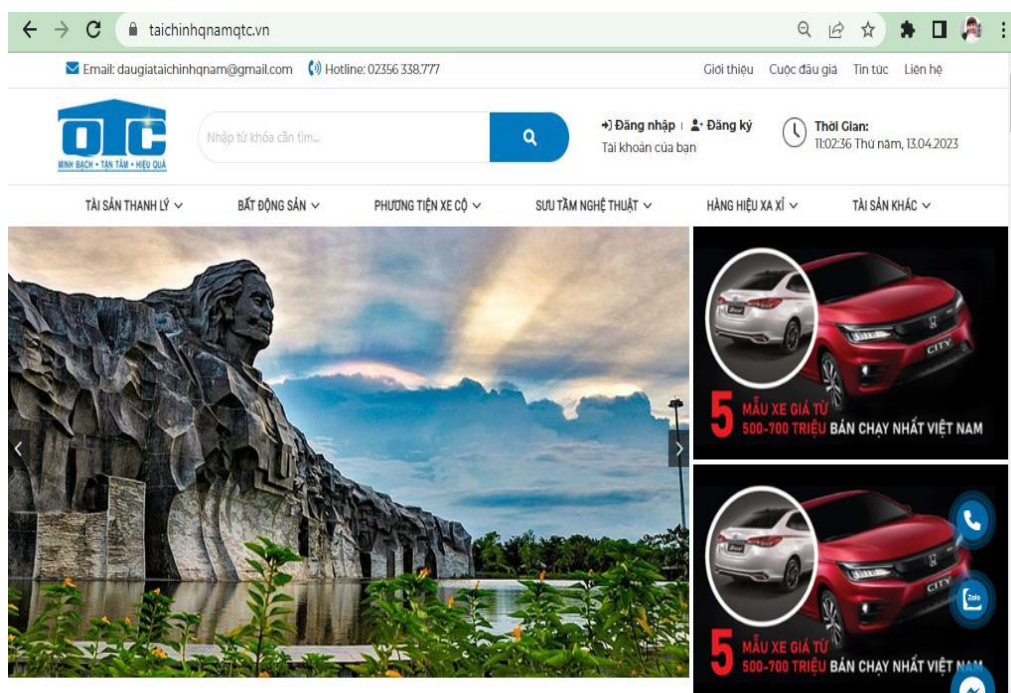 taichinhqnamqtc.vn
Email: daugiataichinhqnam@gmail.com Hotline: 02356 338.777
Giới thiệu Cuộc đấu giá Tin tức Liên hệ
QTC
MINH BẠCH • TẬN TÂM • HIỆU QUẢ
Nhập từ khóa cần tìm...
Đăng nhập | Đăng ký
Tài khoản của bạn
Thời Gian:
11:02:36 Thứ năm, 13.04.2023
TÀI SẢN THANH LÝ
BẤT ĐỘNG SẢN
PHƯƠNG TIỆN XE CỘ
SƯU TẦM NGHỆ THUẬT
HÀNG HIỆU XA XỈ
TÀI SẢN KHÁC
CITY
5 MẪU XE GIÁ TỪ
500-700 TRIỆU BÁN CHẠY NHẤT VIỆT NAM
CITY
Zalo
5 MẪU XE GIÁ TỪ
500-700 TRIỆU BÁN CHẠY NHẤT VIỆT NAM